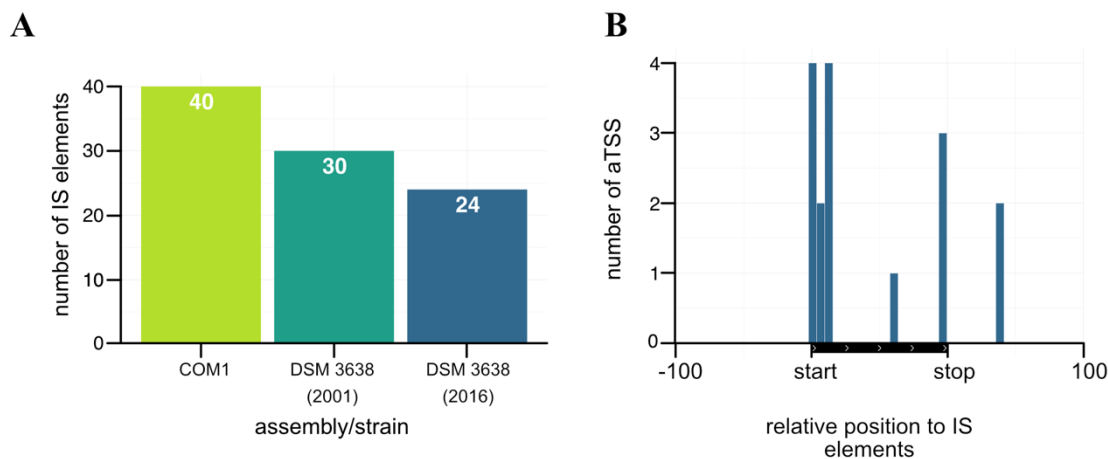 A
number of IS elements
40
30
20
10
0
40
30
24
COM1
DSM 3638
(2001)
DSM 3638
(2016)
assembly/strain
B
number of aTSS
4
3
2
1
0
-100
start
stop
100
relative position to IS
elements